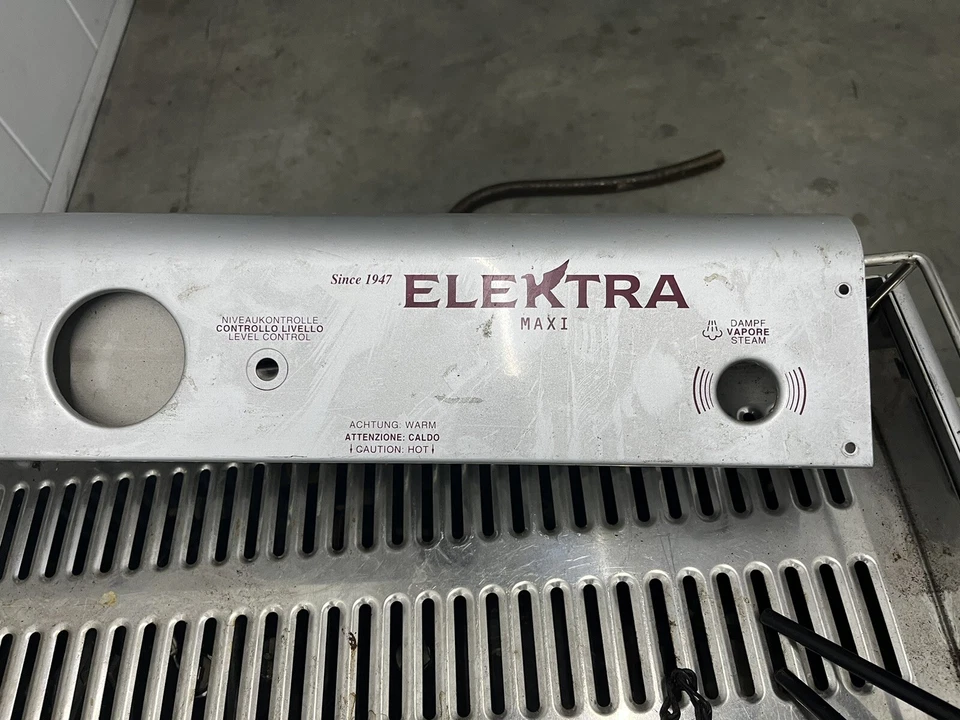 Since 1947 ELEKTRA
MAXI
NIVEAUKONTROLLE
CONTROLLO LIVELLO
LEVEL CONTROL
DAMPF
VAPORE
STEAM
ACHTUNG: WARM
ATTENZIONE: CALDO
CAUTION: HOT